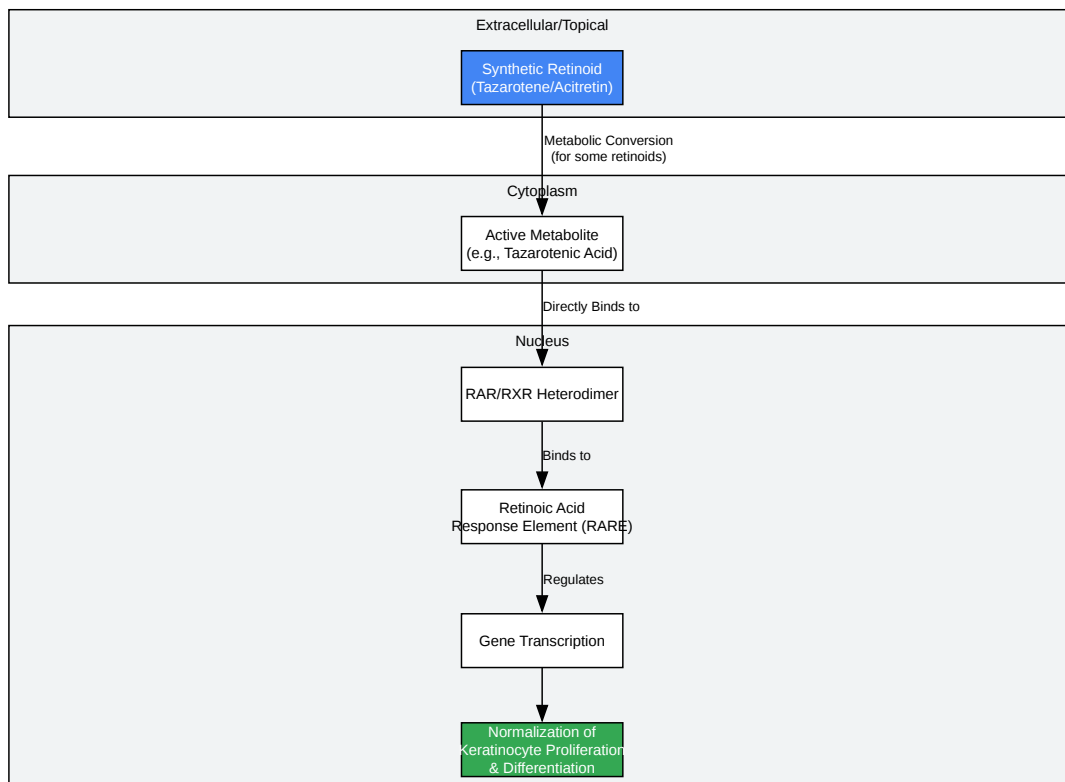 Extracellular/Topical
Synthetic Retinoid
(Tazarotene/Acitretin)
Metabolic Conversion
(for some retinoids)
Cytoplasm
Active Metabolite
(e.g., Tazarotenic Acid)
Directly Binds to
Nucleus
RAR/RXR Heterodimer
Binds to
Retinoic Acid
Response Element (RARE)
Regulates
Gene Transcription
Normalization of
Keratinocyte Proliferation
& Differentiation